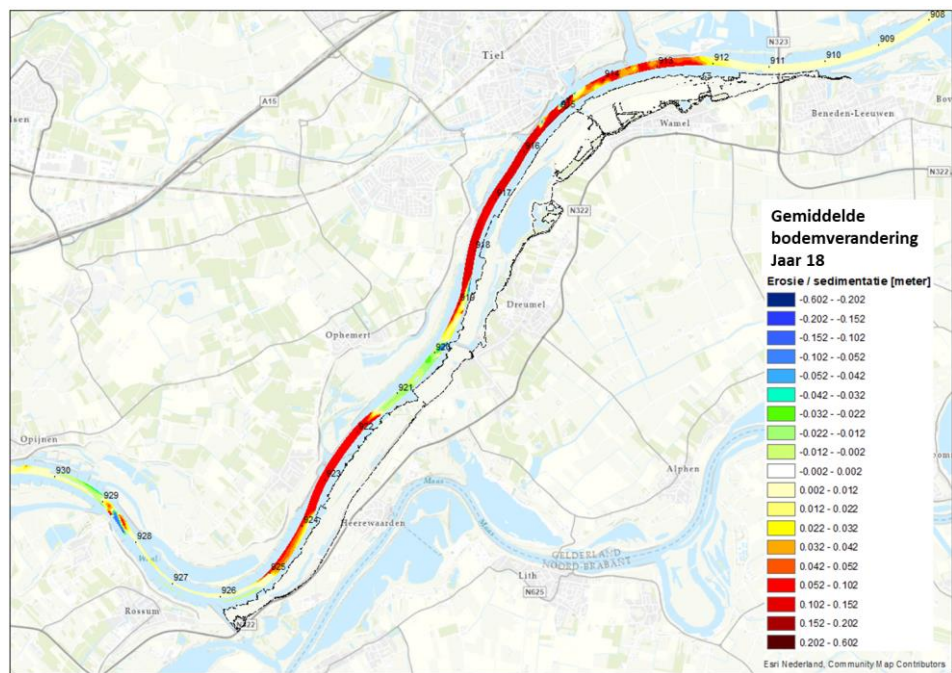 908
909
N323
910
911
912
913
914
Tiel
A15
915
Wamel
Beneden-Leeuwen
916
N322
917
N322
918
Dreumel
919
Ophemert
920
921
922
Opijnen
930
929
923
Alphen
928
924
Heerewaarden
Maas
GELDERLAND
NOORD-BRABANT
925
927
926
Lith
N625
Rossum
Gemiddelde
bodemverandering
Jaar 18
Erosie / sedimentatie [meter]
-0.602 - -0.202
-0.202 - -0.152
-0.152 - -0.102
-0.102 - -0.052
-0.052 - -0.042
-0.042 - -0.032
-0.032 - -0.022
-0.022 - -0.012
-0.012 - -0.002
-0.002 - 0.002
0.002 - 0.012
0.012 - 0.022
0.022 - 0.032
0.032 - 0.042
0.042 - 0.052
0.052 - 0.102
0.102 - 0.152
0.152 - 0.202
0.202 - 0.602
Esri Nederland, Community Map Contributors